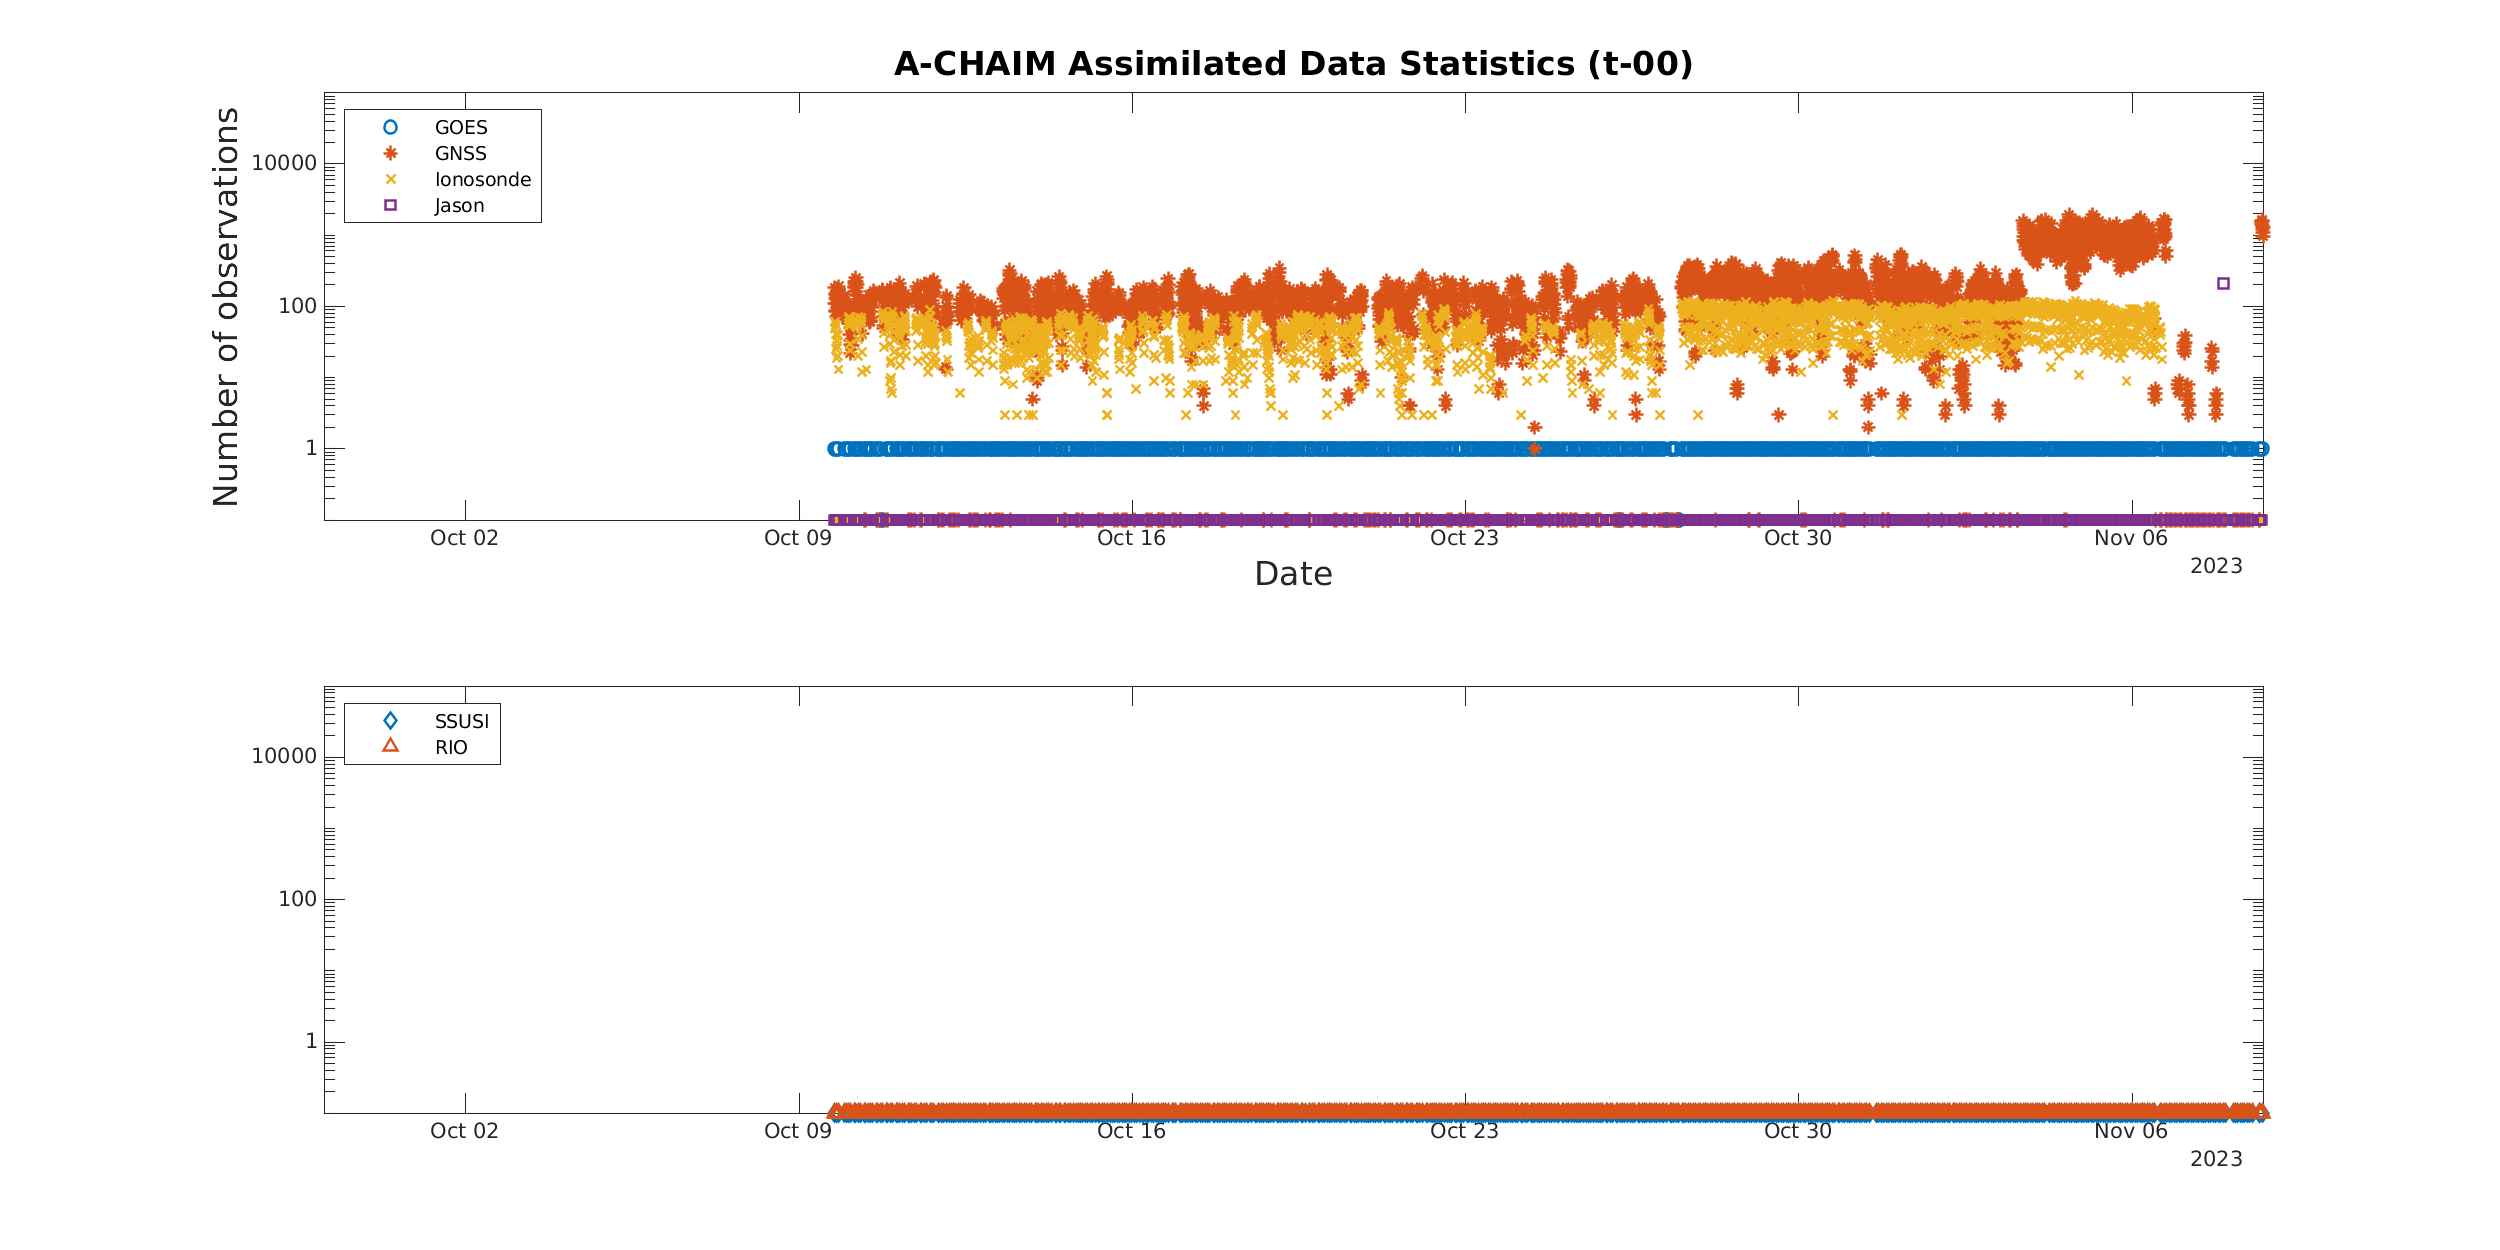 A-CHAIM Assimilated Data Statistics (t-00)
Number of observations
GOES
GNSS
Ionosonde
Jason
10000
100
1
Oct 02 Oct 09 Oct 16 Oct 23 Oct 30 Nov 06
2023
Date
SSUSI
RIO
10000
100
1
Oct 02 Oct 09 Oct 16 Oct 23 Oct 30 Nov 06
2023